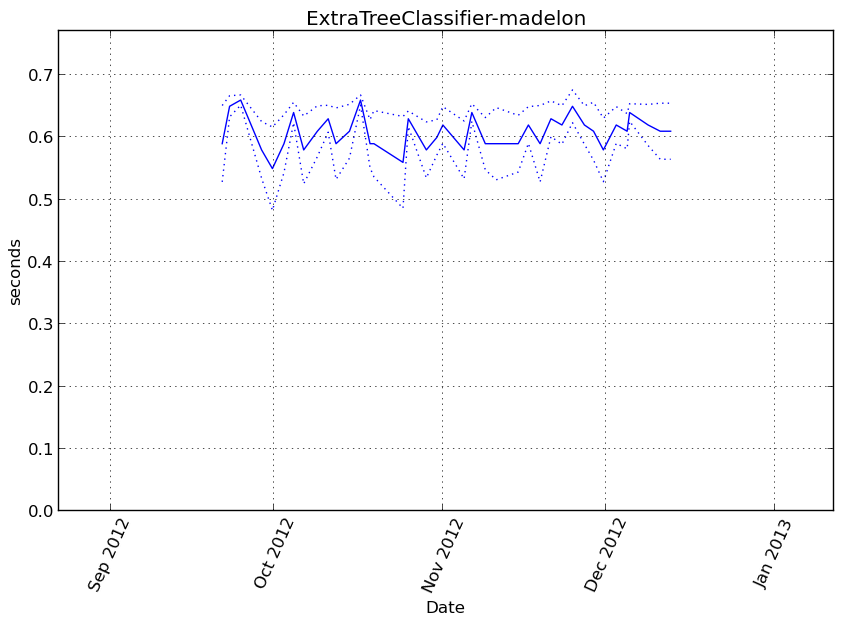 ExtraTreeClassifier-madelon
0.7
0.6
0.5
0.4
0.3
0.2
0.1
0.0
seconds
Sep 2012
Oct 2012
Nov 2012
Dec 2012
Jan 2013
Date